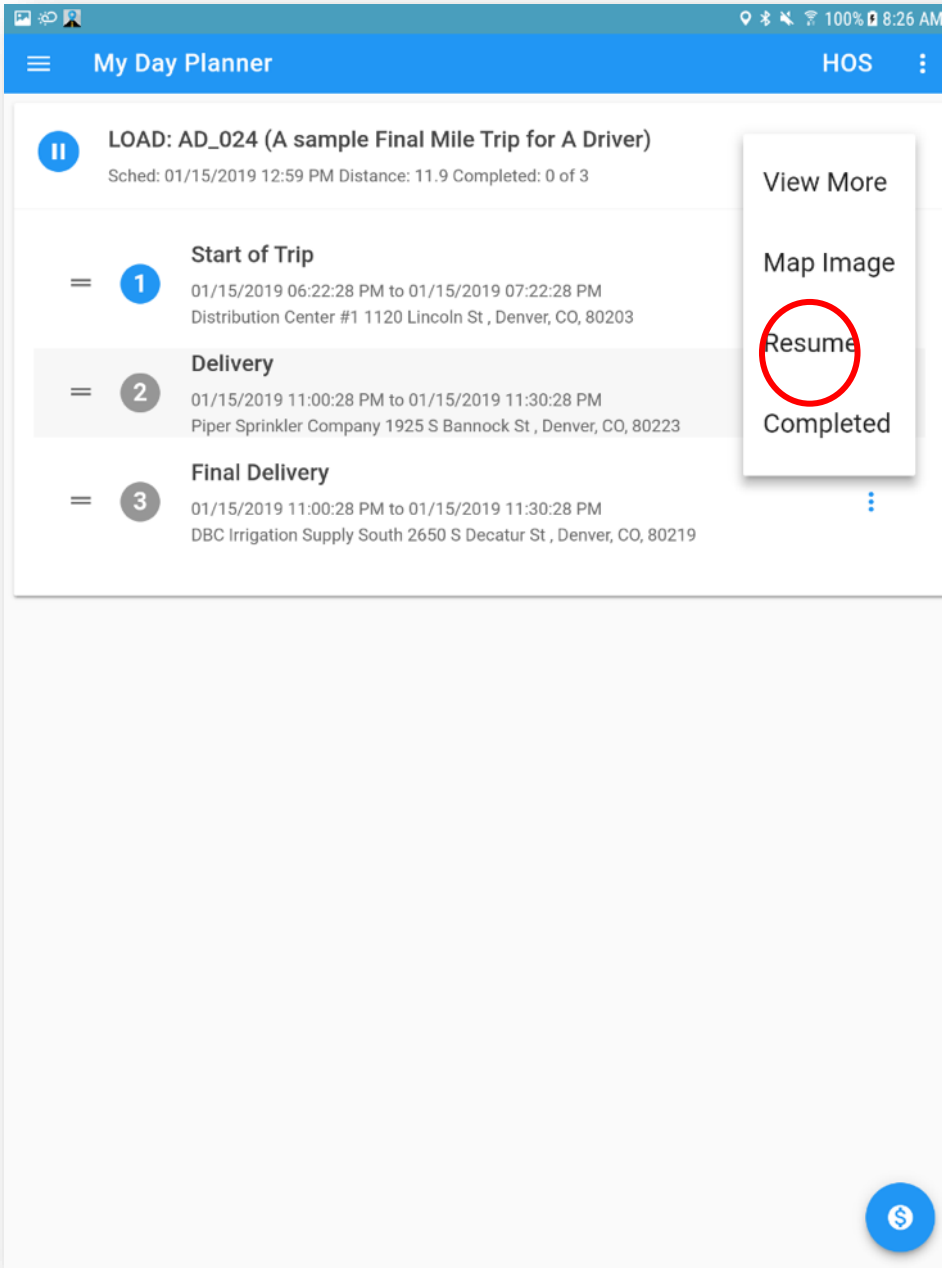 100% 8:26 AM
My Day Planner HOS
LOAD: AD_024 (A sample Final Mile Trip for A Driver)
Sched: 01/15/2019 12:59 PM Distance: 11.9 Completed: 0 of 3
View More
Map Image
Resume
Completed
Start of Trip
1
01/15/2019 06:22:28 PM to 01/15/2019 07:22:28 PM
Distribution Center #1 1120 Lincoln St , Denver, CO, 80203
Delivery
2
01/15/2019 11:00:28 PM to 01/15/2019 11:30:28 PM
Piper Sprinkler Company 1925 S Bannock St , Denver, CO, 80223
Final Delivery
3
01/15/2019 11:00:28 PM to 01/15/2019 11:30:28 PM
DBC Irrigation Supply South 2650 S Decatur St , Denver, CO, 80219
$